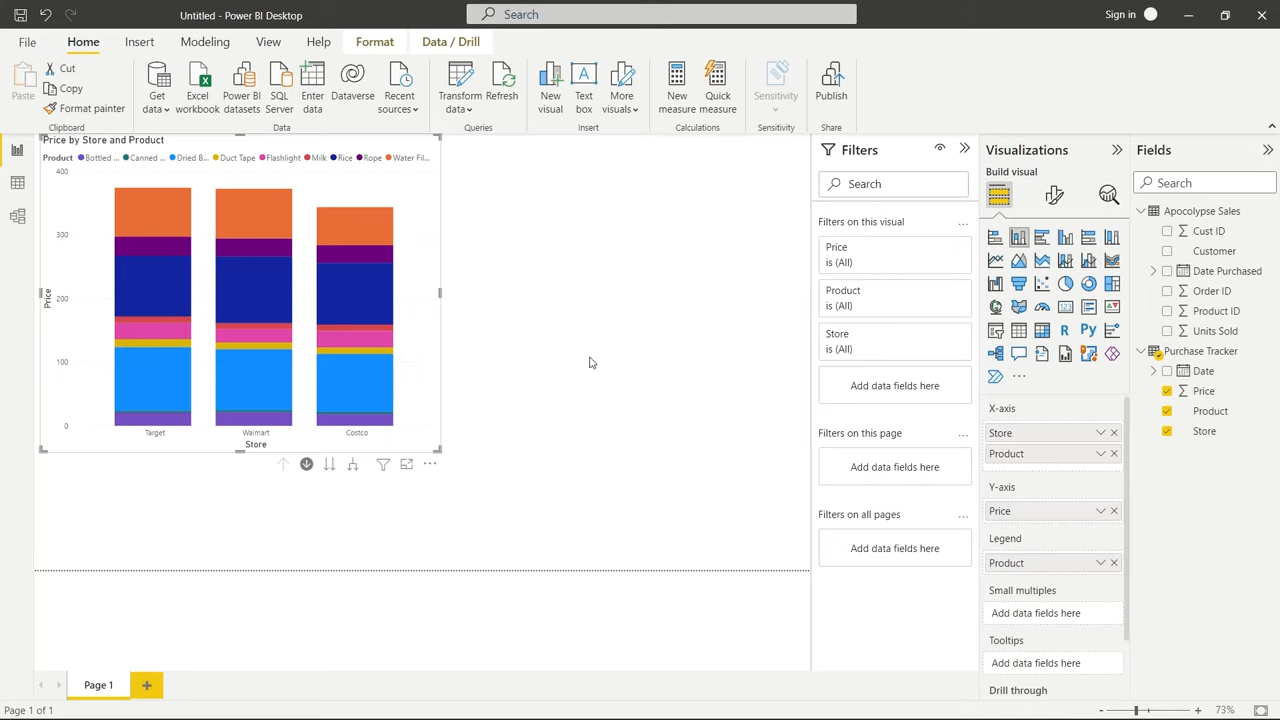 Untitled - Power BI Desktop
Search
Sign in
File
Home
Insert
Modeling
View
Help
Format
Data / Drill
Paste
Cut
Copy
Format painter
Clipboard
Get data
Excel workbook
Power BI datasets
SQL Server
Enter data
Dataverse
Recent sources
Data
Transform data
Refresh
Queries
New visual
Text box
More visuals
Insert
New measure
Quick measure
Calculations
Sensitivity
Sensitivity
Publish
Share
Price by Store and Product
Product Bottled ... Canned ... Dried B... Duct Tape Flashlight Milk Rice Rope Water Fil...
400
300
200
100
0
Price
Target
Walmart
Costco
Store
Filters
Search
Filters on this visual ...
Price
is (All)
Product
is (All)
Store
is (All)
Add data fields here
Filters on this page ...
Add data fields here
Filters on all pages ...
Add data fields here
Visualizations
Build visual
R
Py
123
...
X-axis
Store
Product
Y-axis
Price
Legend
Product
Small multiples
Add data fields here
Tooltips
Add data fields here
Drill through
Fields
Search
Apocolypse Sales
Cust ID
Customer
Date Purchased
Order ID
Product ID
Units Sold
Purchase Tracker
Date
Price
Product
Store
Page 1
Page 1 of 1
73%